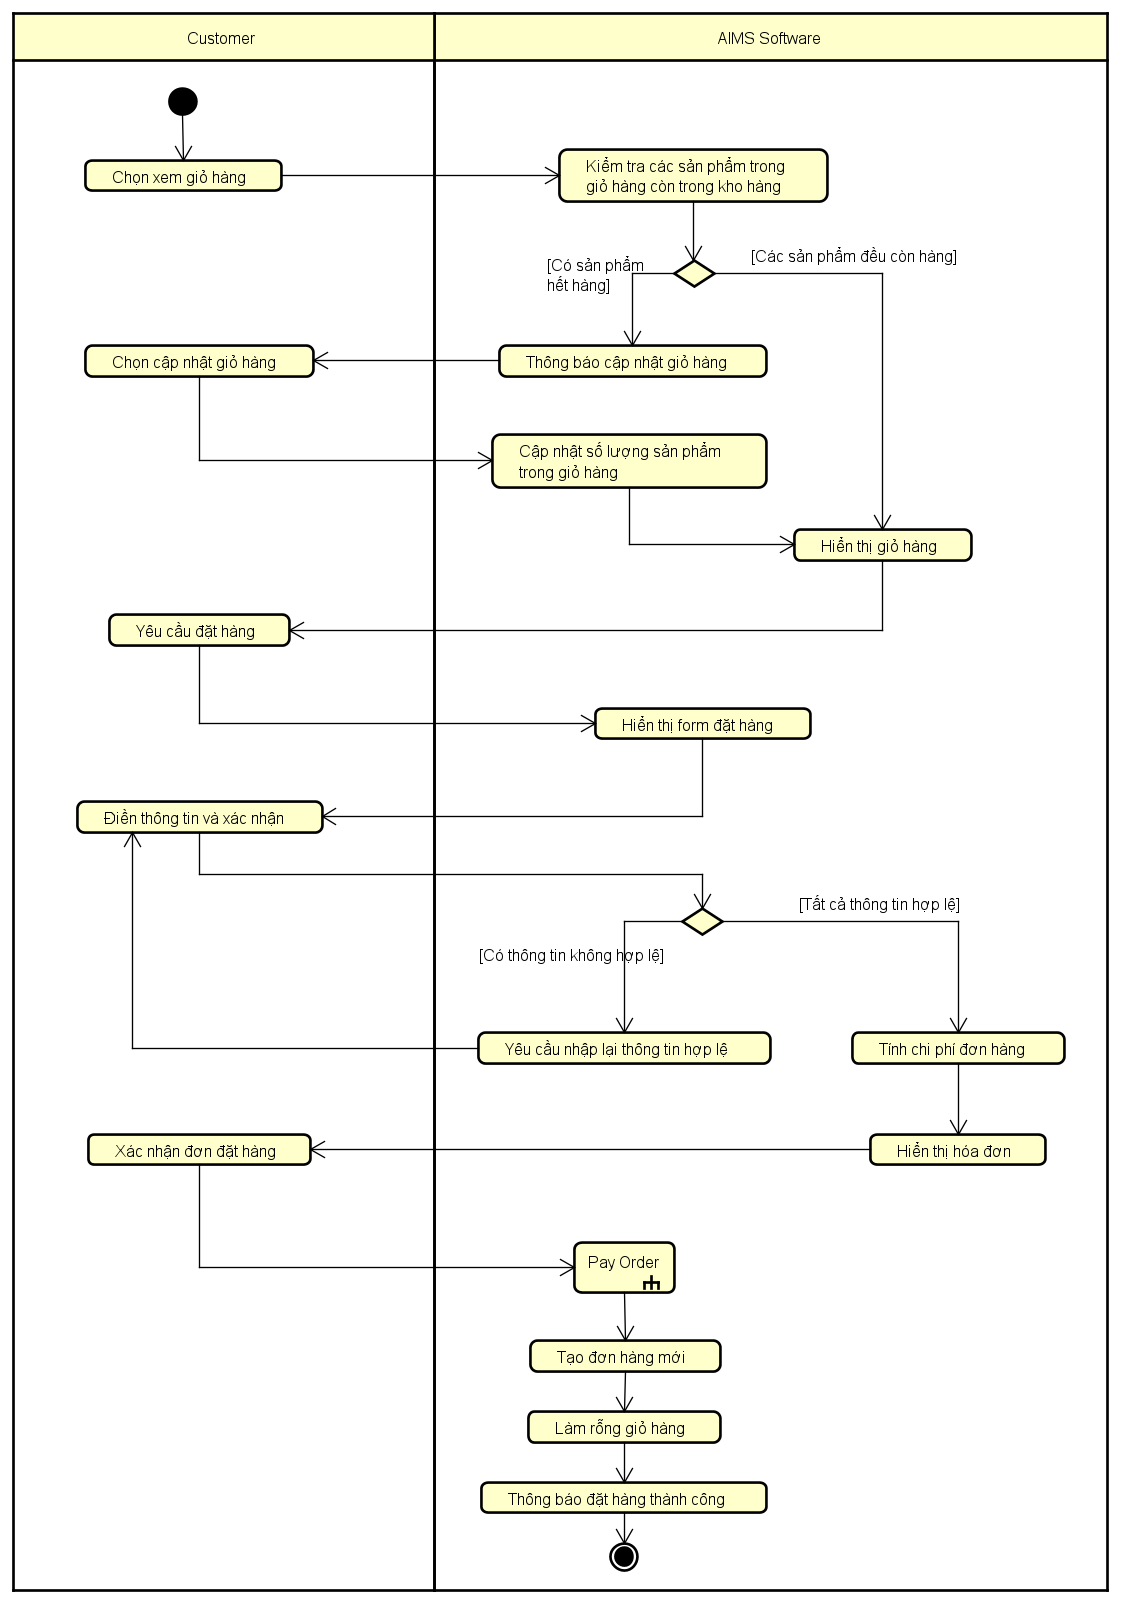 Customer
AIMS Software
Chọn xem giỏ hàng
Kiểm tra các sản phẩm trong
giỏ hàng còn trong kho hàng
[Các sản phẩm đều còn hàng]
[Có sản phẩm
hết hàng]
Chọn cập nhật giỏ hàng
Thông báo cập nhật giỏ hàng
Cập nhật số lượng sản phẩm
trong giỏ hàng
Hiển thị giỏ hàng
Yêu cầu đặt hàng
Hiển thị form đặt hàng
Điền thông tin và xác nhận
[Tất cả thông tin hợp lệ]
[Có thông tin không hợp lệ]
Yêu cầu nhập lại thông tin hợp lệ
Tính chi phí đơn hàng
Xác nhận đơn đặt hàng
Hiển thị hóa đơn
Pay Order
Tạo đơn hàng mới
Làm rỗng giỏ hàng
Thông báo đặt hàng thành công